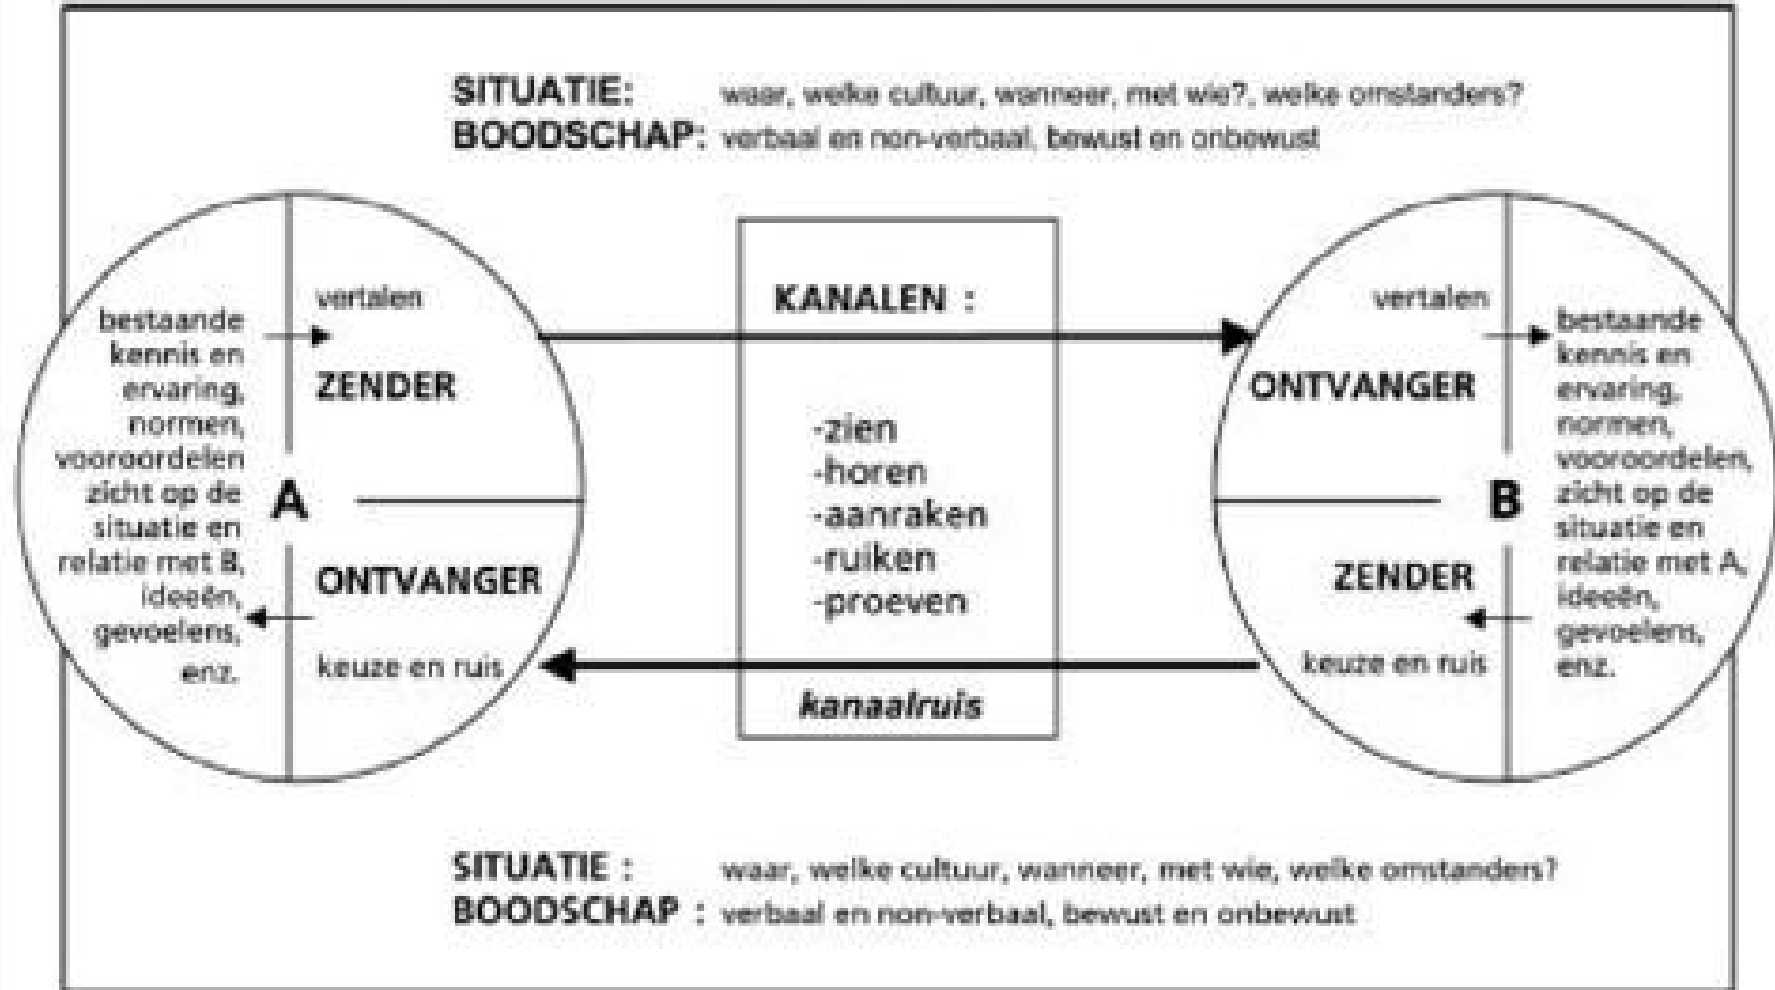 SITUATIE: waar, welke cultuur, wanneer, met wie?, welke omstanders?
BOODSCHAP: verbaal en non-verbaal, bewust en onbewust
bestaande
kennis en
ervaring,
normen,
vooroordelen
zicht op de
situatie en
relatie met B,
ideeën,
gevoelens,
enz.
A
vertalen
ZENDER
ONTVANGER
keuze en ruis
KANALEN :
-zien
-horen
-aanraken
-ruiken
-proeven
kanaalruis
vertalen
ONTVANGER
ZENDER
keuze en ruis
B
bestaande
kennis en
ervaring,
normen,
vooroordelen,
zicht op de
situatie en
relatie met A,
ideeën,
gevoelens,
enz.
SITUATIE : waar, welke cultuur, wanneer, met wie, welke omstanders?
BOODSCHAP : verbaal en non-verbaal, bewust en onbewust